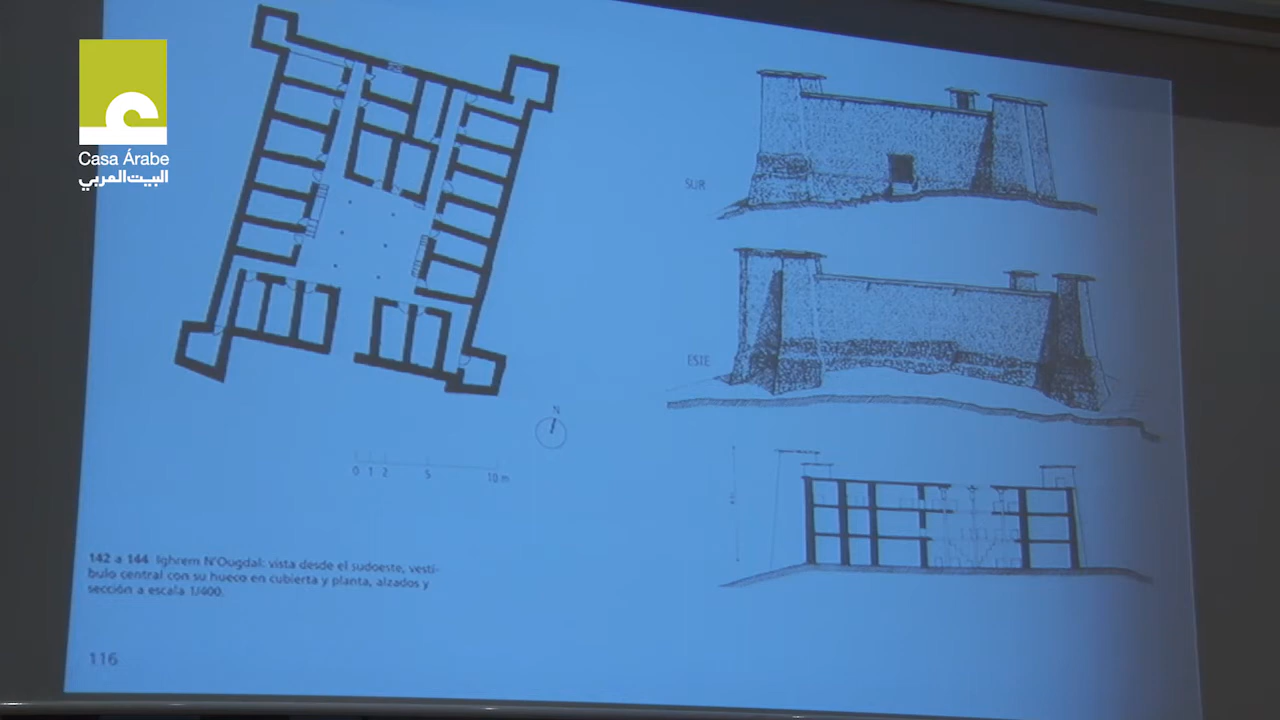 Casa Árabe
البيت العربي
SUR
ESTE
N
0 1 2 5 10 m
142 a 144. Ighrem N'Ougdal: vista desde el sudoeste, vestí-
bulo central con su hueco en cubierta y planta, alzados y
sección a escala 1/400.
116